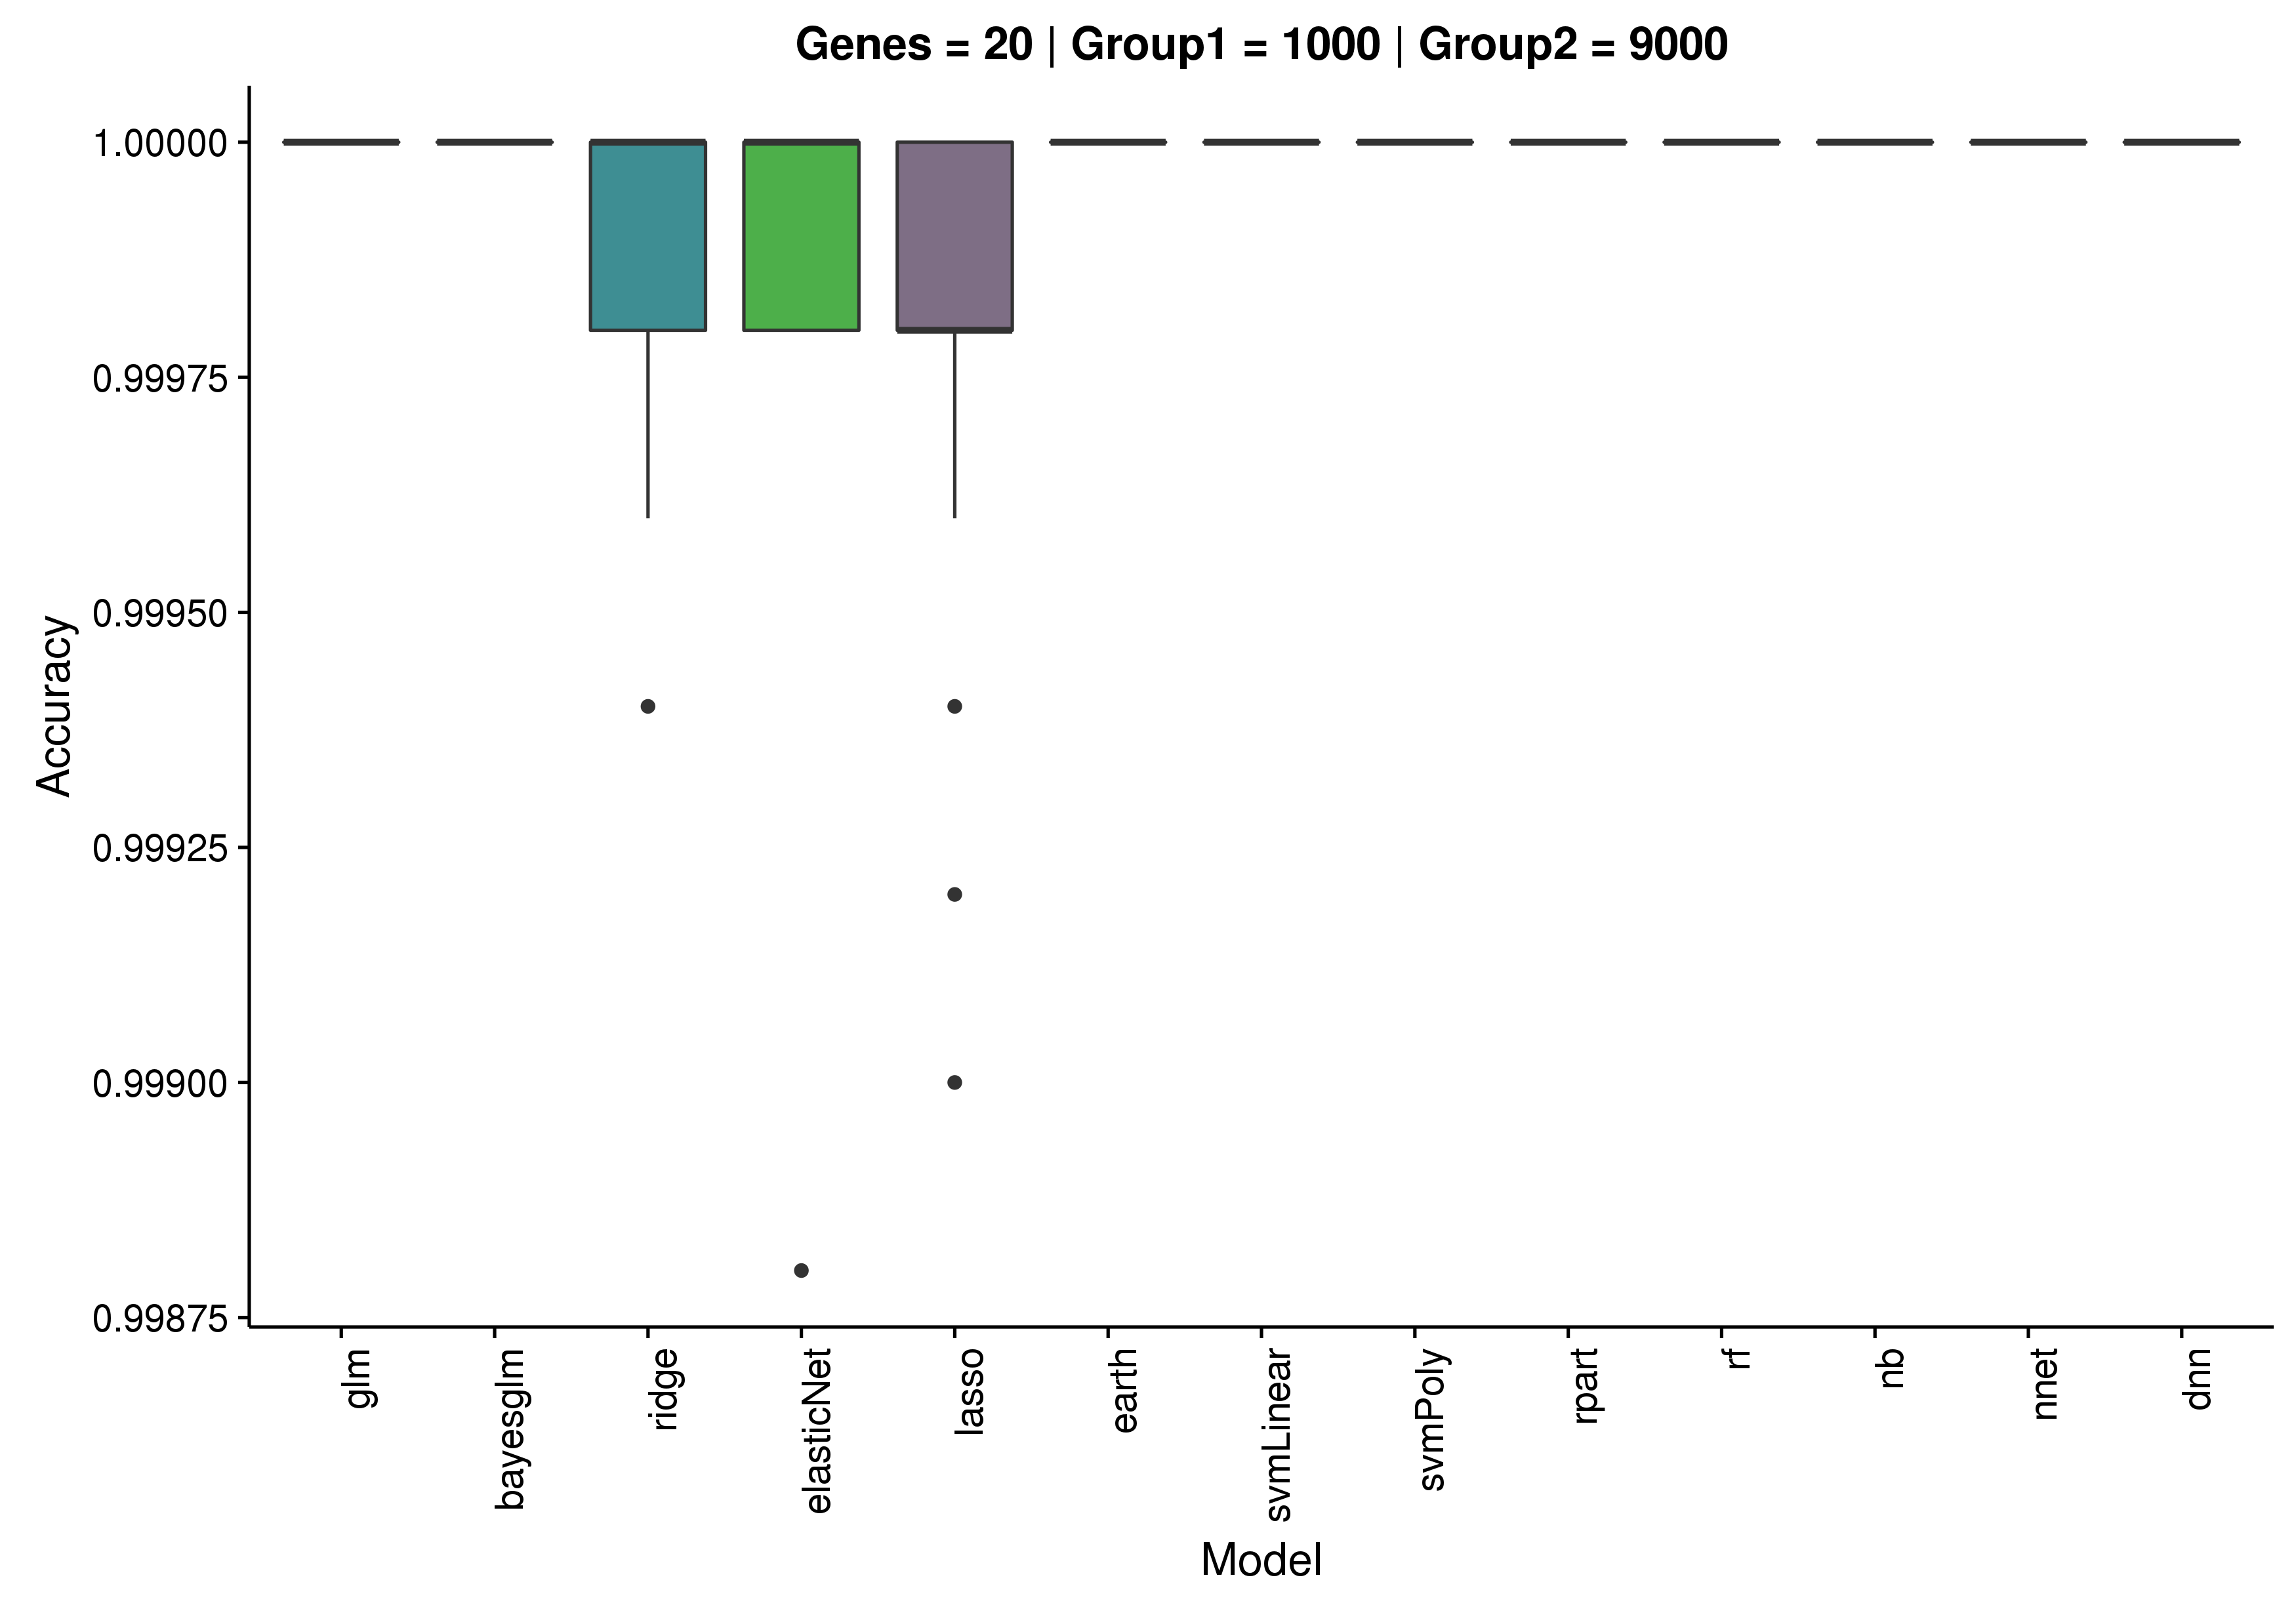 Genes = 20 | Group1 = 1000 | Group2 = 9000
Accuracy
1.00000
0.99975
0.99950
0.99925
0.99900
0.99875
glm
bayesglm
ridge
elasticNet
lasso
earth
svmLinear
svmPoly
rpart
rf
nb
nnet
dnn
Model